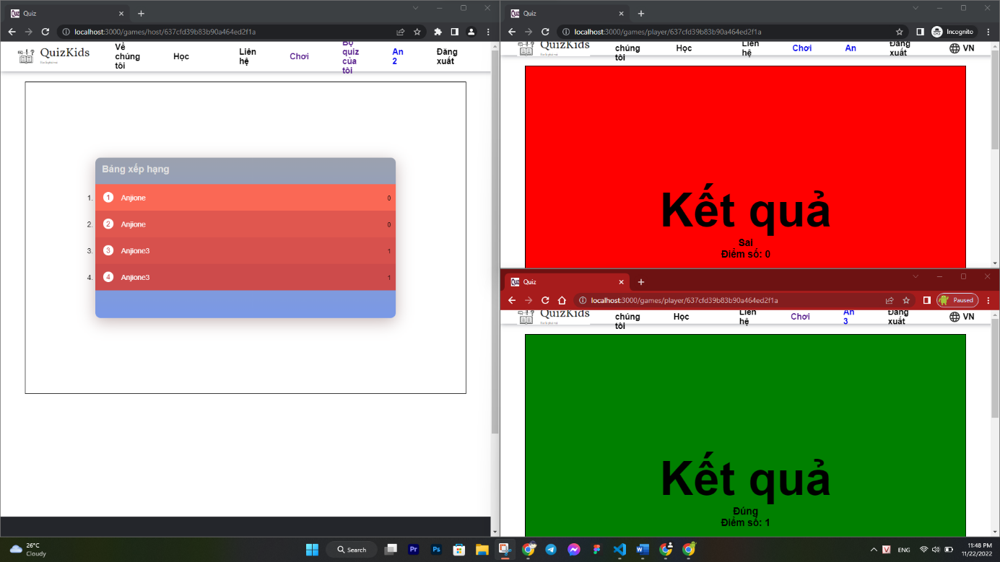 Quiz
localhost:3000/games/host/637cfd39b83b90a464ed2f1a
QuizKids
Về
chúng
tôi
Học
Liên
hệ
Chơi
Bộ
quiz
của
tôi
An
2
Đăng
xuất
Bảng xếp hạng
1. 1 Anjione 0
2. 2 Anjione 0
3. 3 Anjione3 1
4. 4 Anjione3 1
Quiz
localhost:3000/games/player/637cfd39b83b90a464ed2f1a
Incognito
QuizKids
chúng
tôi
Học
Liên
hệ
Chơi
An
Đăng
xuất
VN
Kết quả
Sai
Điểm số: 0
Quiz
localhost:3000/games/player/637cfd39b83b90a464ed2f1a
Paused
QuizKids
chúng
tôi
Học
Liên
hệ
Chơi
An
3
Đăng
xuất
VN
Kết quả
Đúng
Điểm số: 1
26°C
Cloudy
Search
Pr
Ps
V
ENG
11:48 PM
11/22/2022